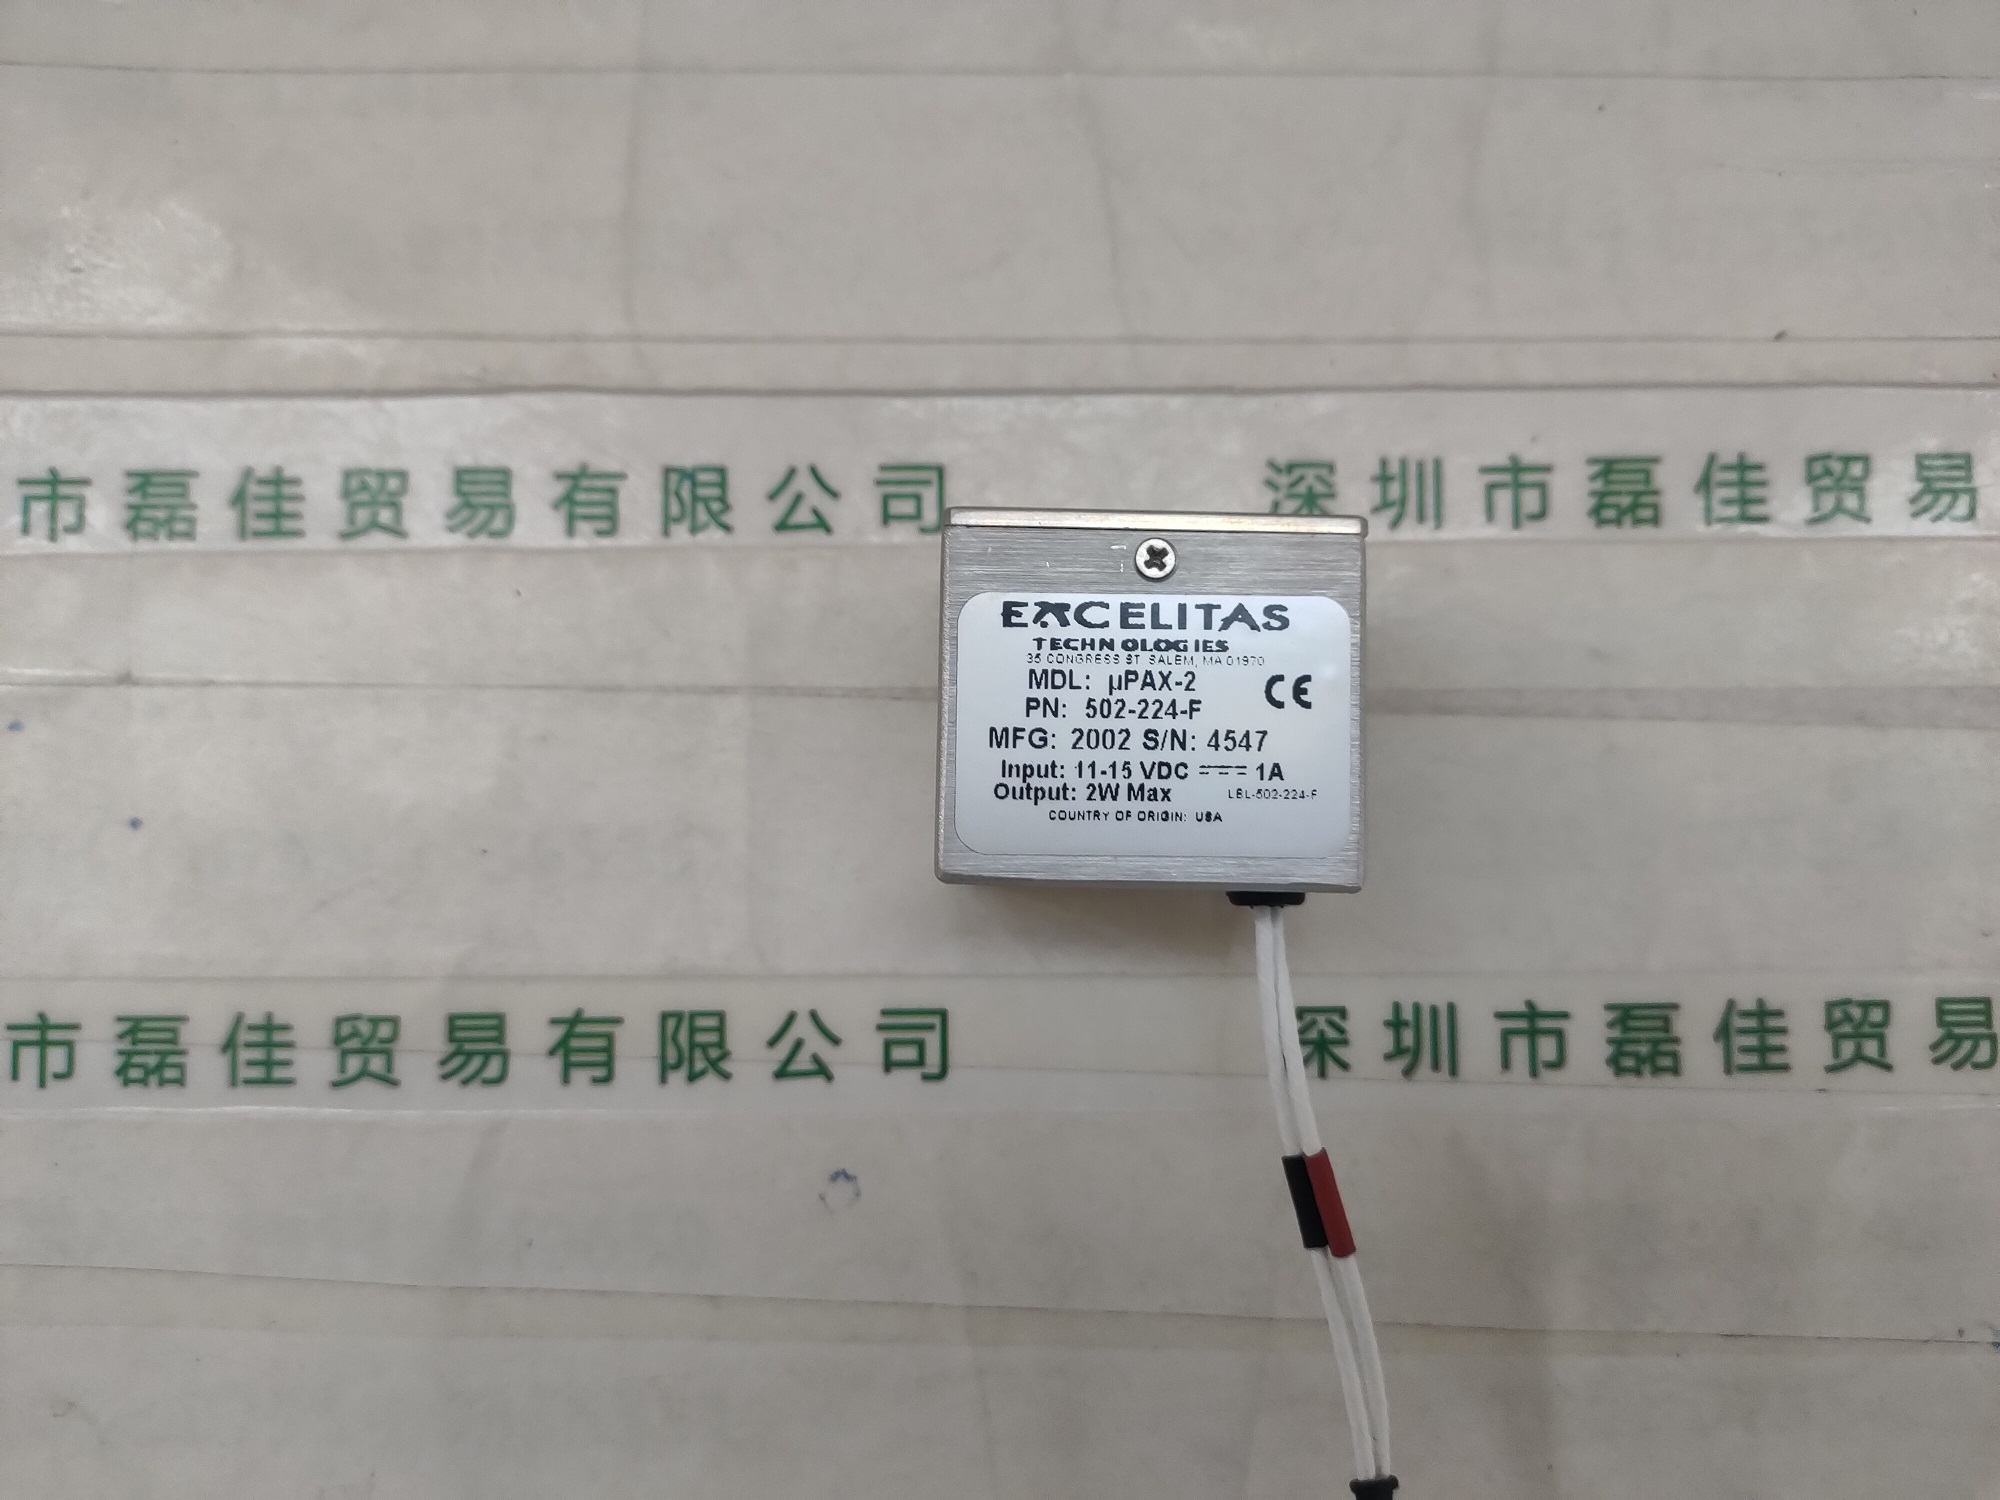 市磊佳贸易有限公司
深圳市磊佳贸易
EXCELITAS
TECHNOLOGIES
35 CONGRESS ST. SALEM, MA 01970
MDL: µPAX-2
CE
PN: 502-224-F
MFG: 2002 S/N: 4547
Input: 11-15 VDC 1A
Output: 2W Max
LBL-502-224-F
COUNTRY OF ORIGIN: USA
市磊佳贸易有限公司
深圳市磊佳贸易